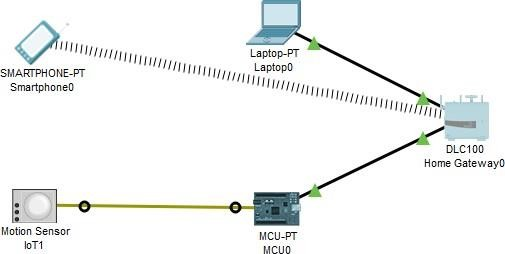 Laptop-PT
Laptop0
SMARTPHONE-PT
Smartphone0
DLC100
Home Gateway0
Motion Sensor
IoT1
MCU-PT
MCU0